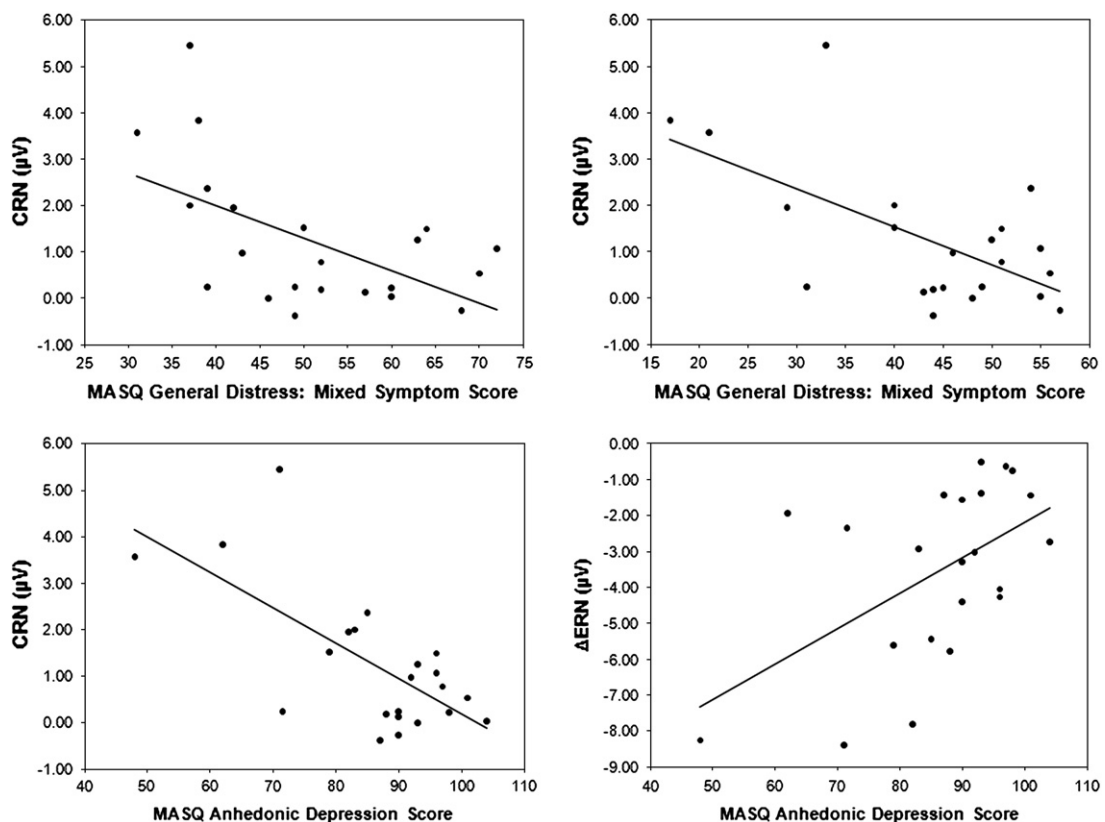 6.00
5.00
4.00
3.00
2.00
1.00
0.00
-1.00
CRN (µV)
25 30 35 40 45 50 55 60 65 70 75
MASQ General Distress: Mixed Symptom Score
6.00
5.00
4.00
3.00
2.00
1.00
0.00
-1.00
CRN (µV)
15 20 25 30 35 40 45 50 55 60
MASQ General Distress: Mixed Symptom Score
6.00
5.00
4.00
3.00
2.00
1.00
0.00
-1.00
CRN (µV)
40 50 60 70 80 90 100 110
MASQ Anhedonic Depression Score
0.00
-1.00
-2.00
-3.00
-4.00
-5.00
-6.00
-7.00
-8.00
-9.00
ΔERN (µV)
40 50 60 70 80 90 100 110
MASQ Anhedonic Depression Score